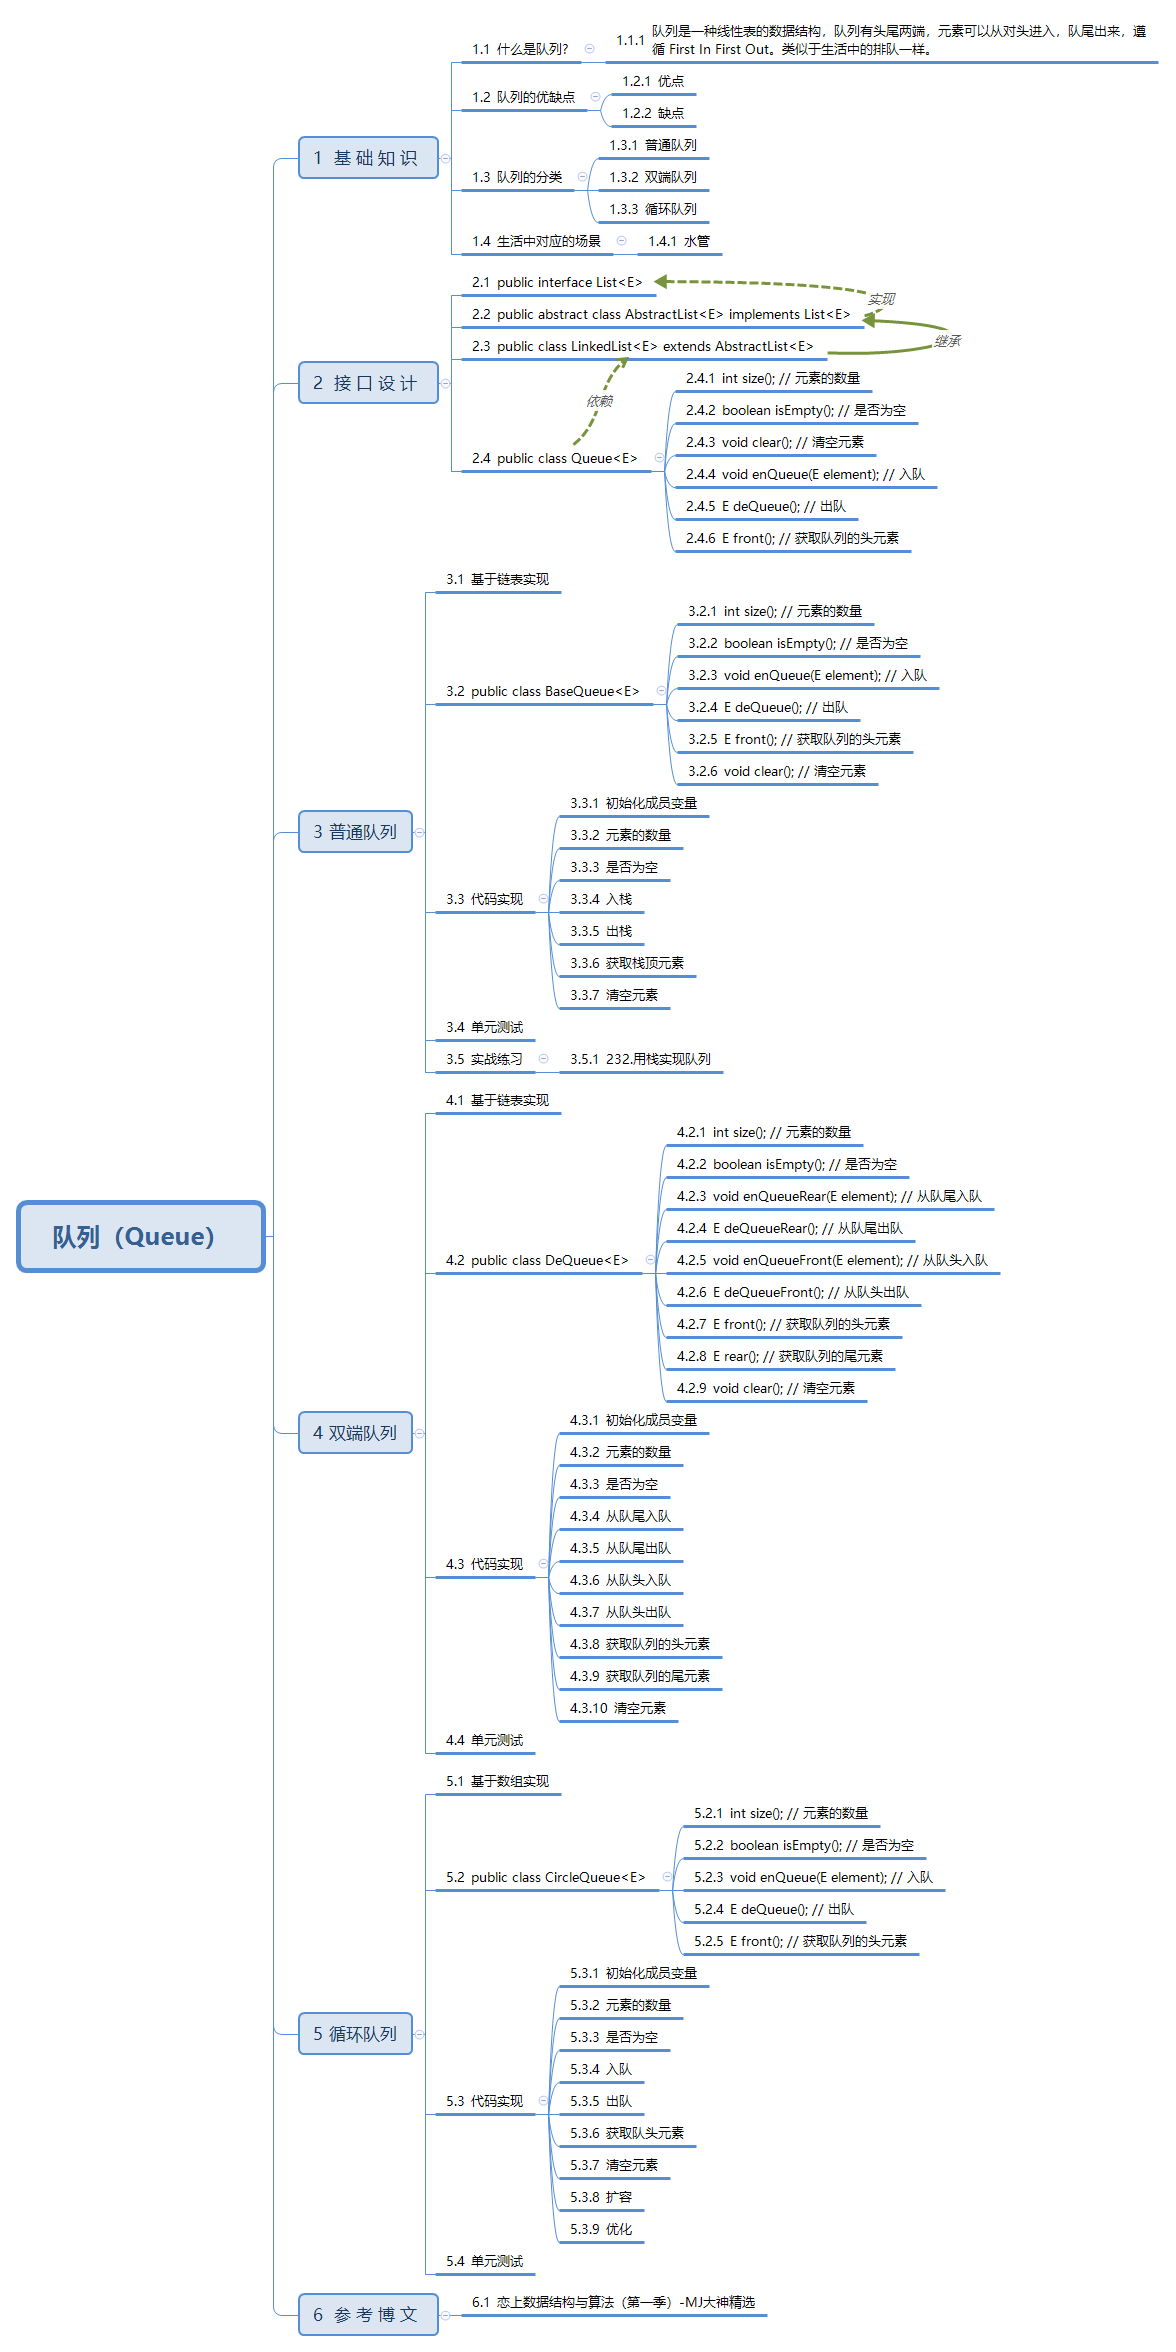 队列（Queue）
1 基础知识
1.1 什么是队列?
1.1.1 队列是一种线性表的数据结构，队列有头尾两端，元素可以从对头进入，队尾出来，遵
循 First In First Out。类似于生活中的排队一样。
1.2 队列的优缺点
1.2.1 优点
1.2.2 缺点
1.3 队列的分类
1.3.1 普通队列
1.3.2 双端队列
1.3.3 循环队列
1.4 生活中对应的场景
1.4.1 水管
2 接口设计
2.1 public interface List<E>
实现
2.2 public abstract class AbstractList<E> implements List<E>
继承
2.3 public class LinkedList<E> extends AbstractList<E>
依赖
2.4 public class Queue<E>
2.4.1 int size(); // 元素的数量
2.4.2 boolean isEmpty(); // 是否为空
2.4.3 void clear(); // 清空元素
2.4.4 void enQueue(E element); // 入队
2.4.5 E deQueue(); // 出队
2.4.6 E front(); // 获取队列的头元素
3 普通队列
3.1 基于链表实现
3.2 public class BaseQueue<E>
3.2.1 int size(); // 元素的数量
3.2.2 boolean isEmpty(); // 是否为空
3.2.3 void enQueue(E element); // 入队
3.2.4 E deQueue(); // 出队
3.2.5 E front(); // 获取队列的头元素
3.2.6 void clear(); // 清空元素
3.3 代码实现
3.3.1 初始化成员变量
3.3.2 元素的数量
3.3.3 是否为空
3.3.4 入栈
3.3.5 出栈
3.3.6 获取栈顶元素
3.3.7 清空元素
3.4 单元测试
3.5 实战练习
3.5.1 232.用栈实现队列
4 双端队列
4.1 基于链表实现
4.2 public class DeQueue<E>
4.2.1 int size(); // 元素的数量
4.2.2 boolean isEmpty(); // 是否为空
4.2.3 void enQueueRear(E element); // 从队尾入队
4.2.4 E deQueueRear(); // 从队尾出队
4.2.5 void enQueueFront(E element); // 从队头入队
4.2.6 E deQueueFront(); // 从队头出队
4.2.7 E front(); // 获取队列的头元素
4.2.8 E rear(); // 获取队列的尾元素
4.2.9 void clear(); // 清空元素
4.3 代码实现
4.3.1 初始化成员变量
4.3.2 元素的数量
4.3.3 是否为空
4.3.4 从队尾入队
4.3.5 从队尾出队
4.3.6 从队头入队
4.3.7 从队头出队
4.3.8 获取队列的头元素
4.3.9 获取队列的尾元素
4.3.10 清空元素
4.4 单元测试
5 循环队列
5.1 基于数组实现
5.2 public class CircleQueue<E>
5.2.1 int size(); // 元素的数量
5.2.2 boolean isEmpty(); // 是否为空
5.2.3 void enQueue(E element); // 入队
5.2.4 E deQueue(); // 出队
5.2.5 E front(); // 获取队列的头元素
5.3 代码实现
5.3.1 初始化成员变量
5.3.2 元素的数量
5.3.3 是否为空
5.3.4 入队
5.3.5 出队
5.3.6 获取队头元素
5.3.7 清空元素
5.3.8 扩容
5.3.9 优化
5.4 单元测试
6 参考博文
6.1 恋上数据结构与算法（第一季）-MJ大神精选